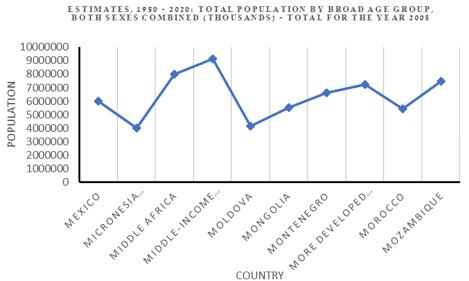 ESTIMATES, 1950 - 2020: TOTAL POPULATION BY BROAD AGE GROUP,
BOTH SEXES COMBINED (THOUSANDS) - TOTAL FOR THE YEAR 2005
10000000
9000000
8000000
7000000
6000000
5000000
4000000
3000000
2000000
1000000
0
POPULATION
MEXICO
MICRONESIA...
MIDDLE AFRICA
MIDDLE-INCOME...
MOLDOVA
MONGOLIA
MONTENEGRO
MORE DEVELOPED...
MOROCCO
MOZAMBIQUE
COUNTRY